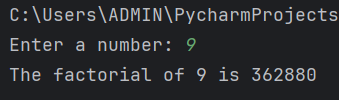 C:\Users\ADMIN\PycharmProjects
Enter a number: 9
The factorial of 9 is 362880